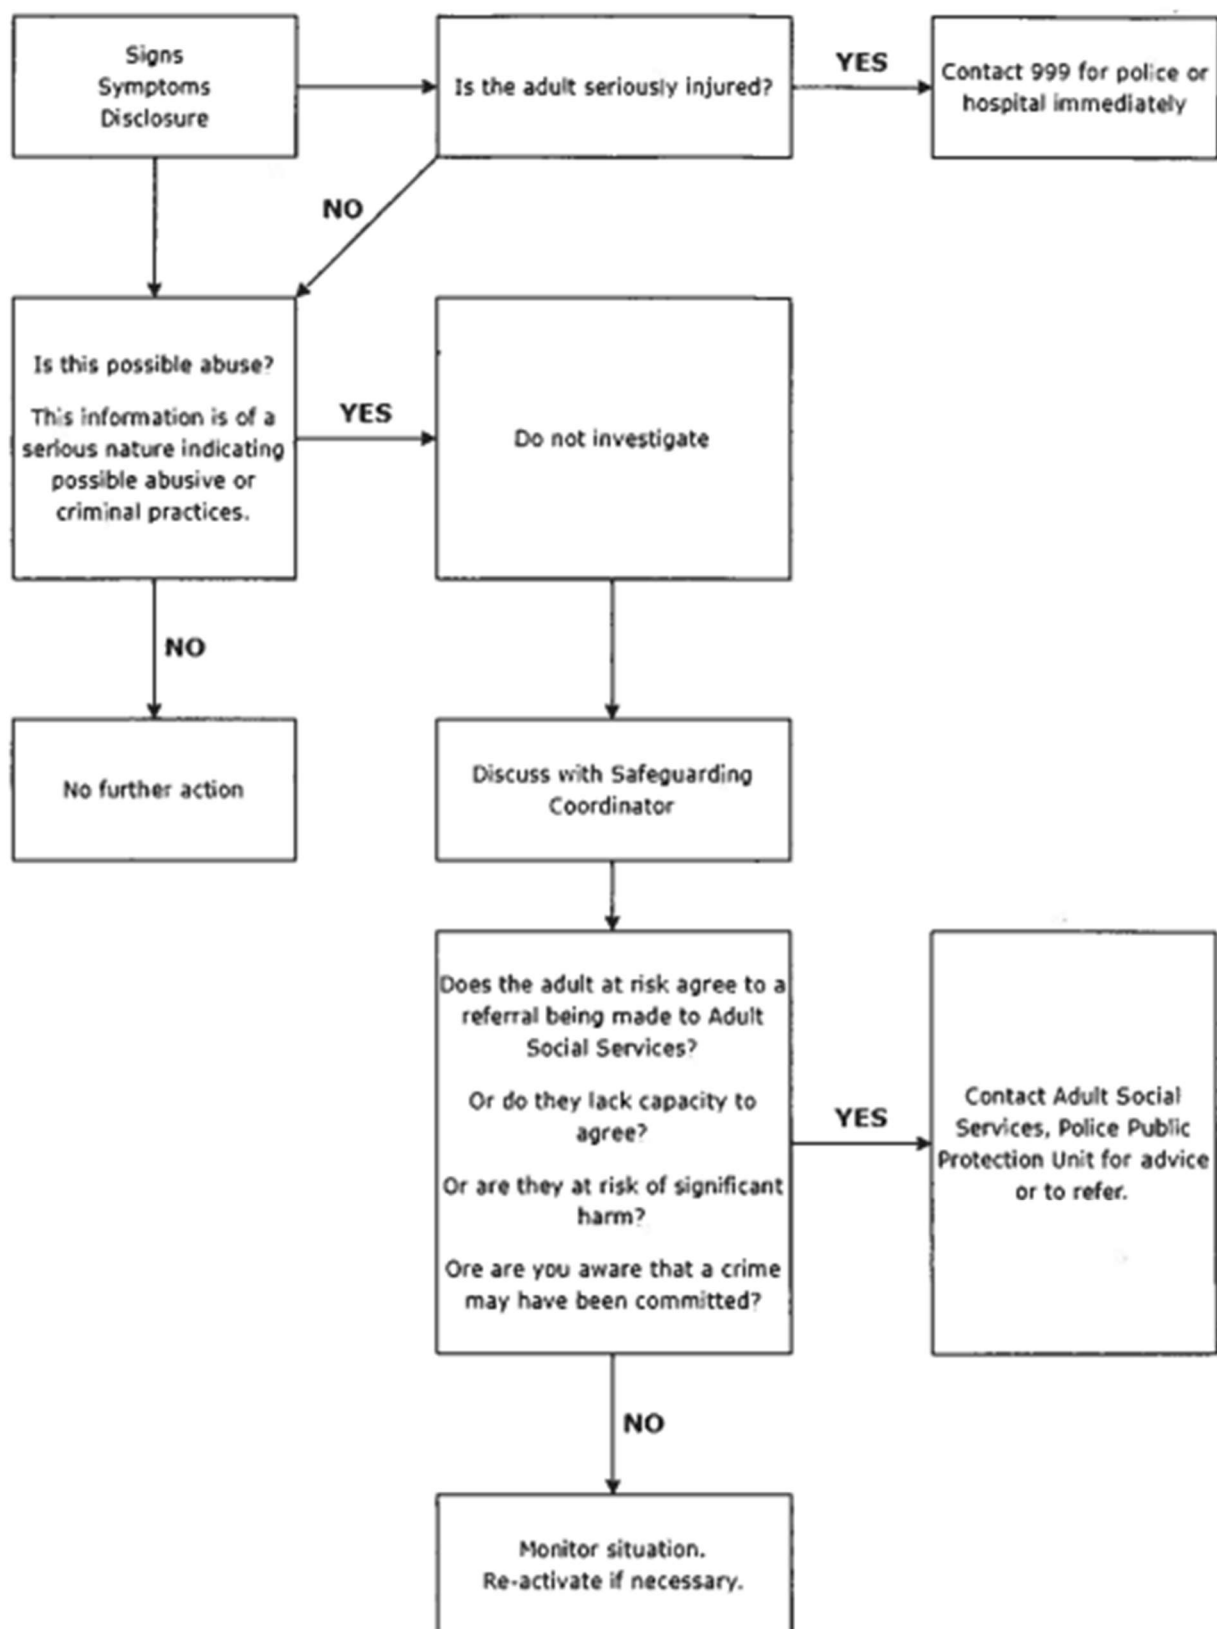 Signs
Symptoms
Disclosure
Is the adult seriously injured?
YES
Contact 999 for police or
hospital immediately
NO
Is this possible abuse?
This information is of a
serious nature indicating
possible abusive or
criminal practices.
YES
Do not investigate
NO
No further action
Discuss with Safeguarding
Coordinator
Does the adult at risk agree to a
referral being made to Adult
Social Services?
Or do they lack capacity to
agree?
Or are they at risk of significant
harm?
Ore are you aware that a crime
may have been committed?
YES
Contact Adult Social
Services, Police Public
Protection Unit for advice
or to refer.
NO
Monitor situation.
Re-activate if necessary.